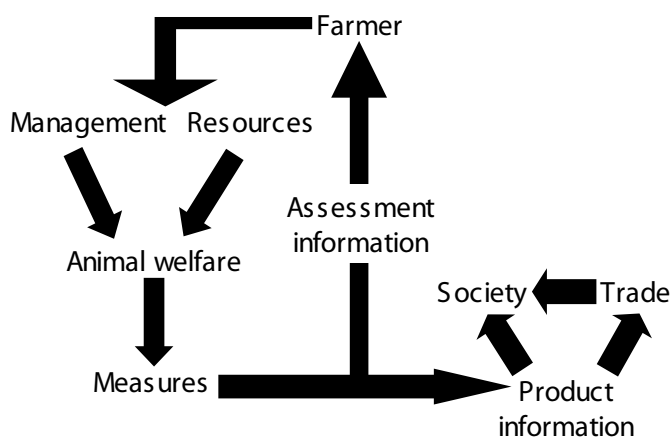 Farmer
Management Resources
Assessment
information
Animal welfare
Society Trade
Measures
Product
information